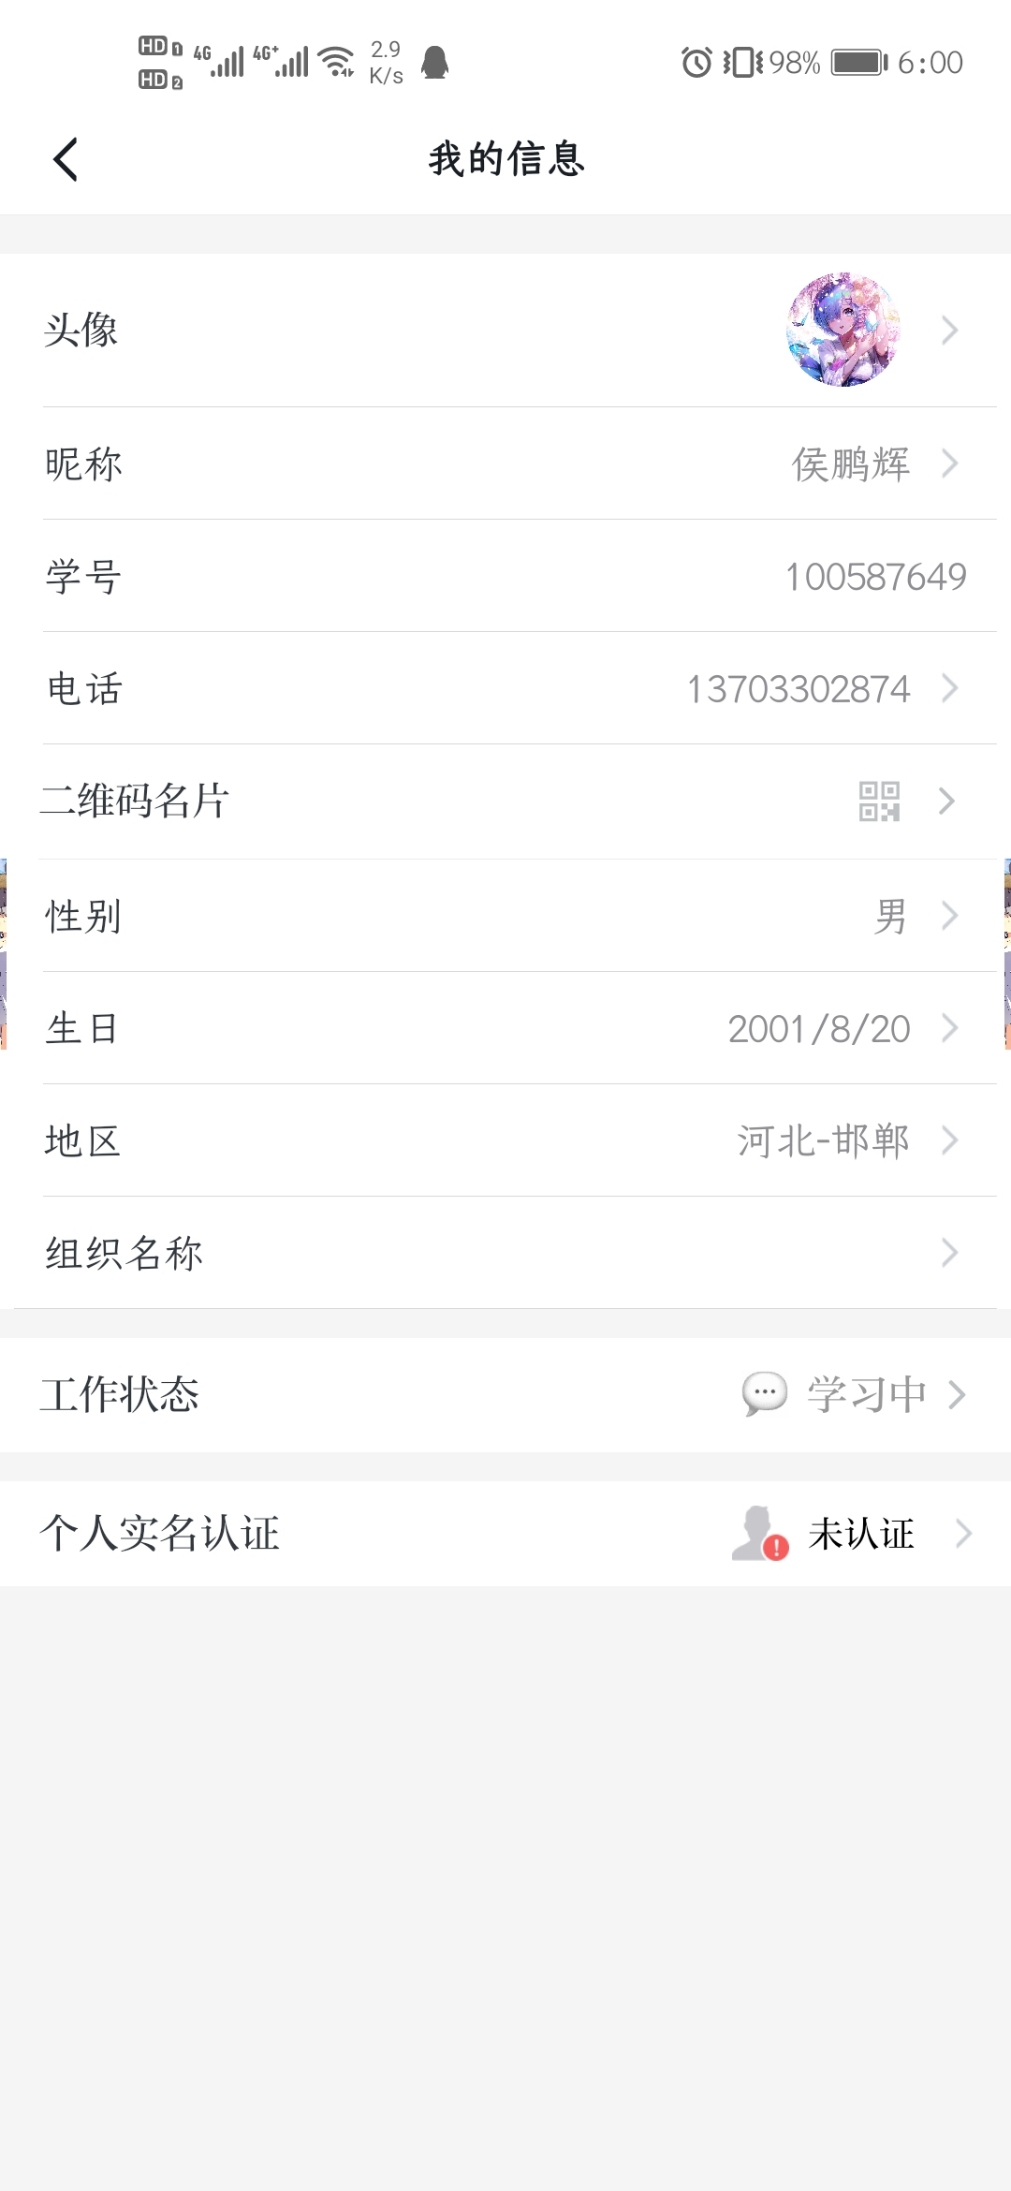 HD 1 4G 4G+ 2.9 98% 6:00
HD 2 K/s
我的信息
头像
昵称 侯鹏辉
学号 100587649
电话 13703302874
二维码名片
性别 男
生日 2001/8/20
地区 河北-邯郸
组织名称
工作状态 学习中
个人实名认证 未认证